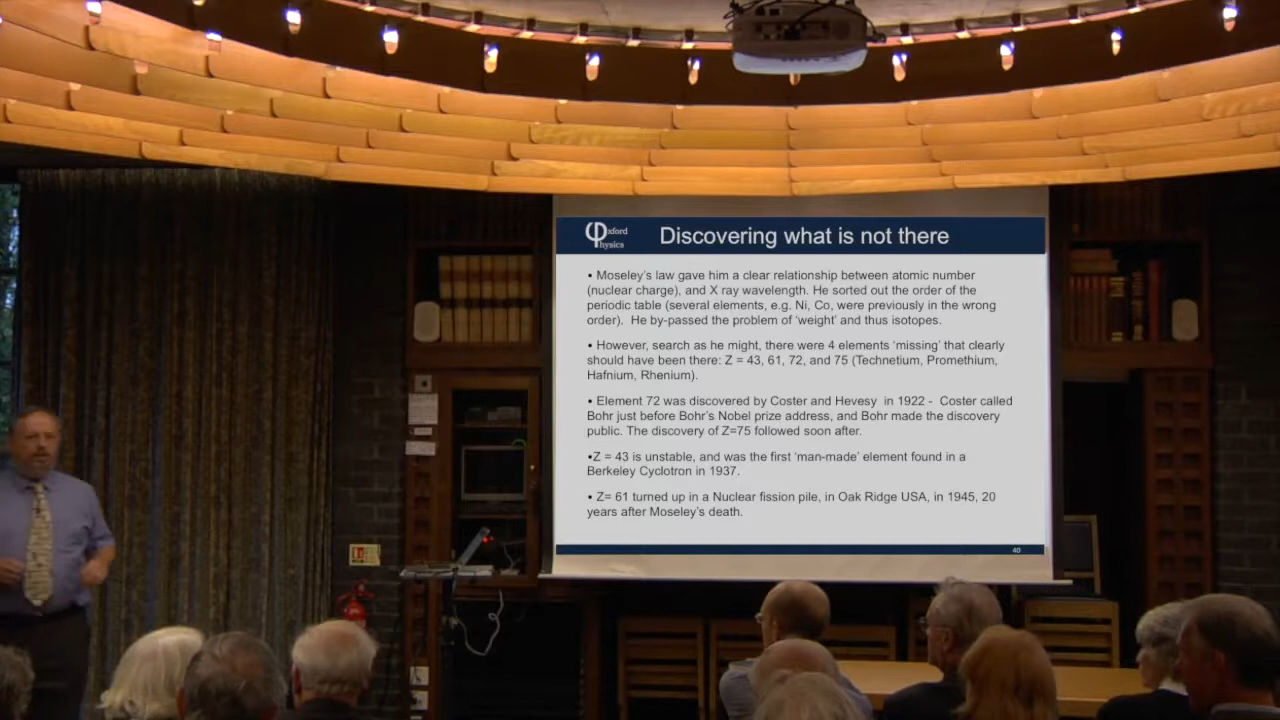 Oxford
Physics
Discovering what is not there
• Moseley's law gave him a clear relationship between atomic number
(nuclear charge), and X ray wavelength. He sorted out the order of the
periodic table (several elements, e.g. Ni, Co, were previously in the wrong
order). He by-passed the problem of 'weight' and thus isotopes.
• However, search as he might, there were 4 elements 'missing' that clearly
should have been there: Z = 43, 61, 72, and 75 (Technetium, Promethium,
Hafnium, Rhenium).
• Element 72 was discovered by Coster and Hevesy in 1922 - Coster called
Bohr just before Bohr's Nobel prize address, and Bohr made the discovery
public. The discovery of Z=75 followed soon after.
•Z = 43 is unstable, and was the first 'man-made' element found in a
Berkeley Cyclotron in 1937.
• Z= 61 turned up in a Nuclear fission pile, in Oak Ridge USA, in 1945, 20
years after Moseley's death.
40